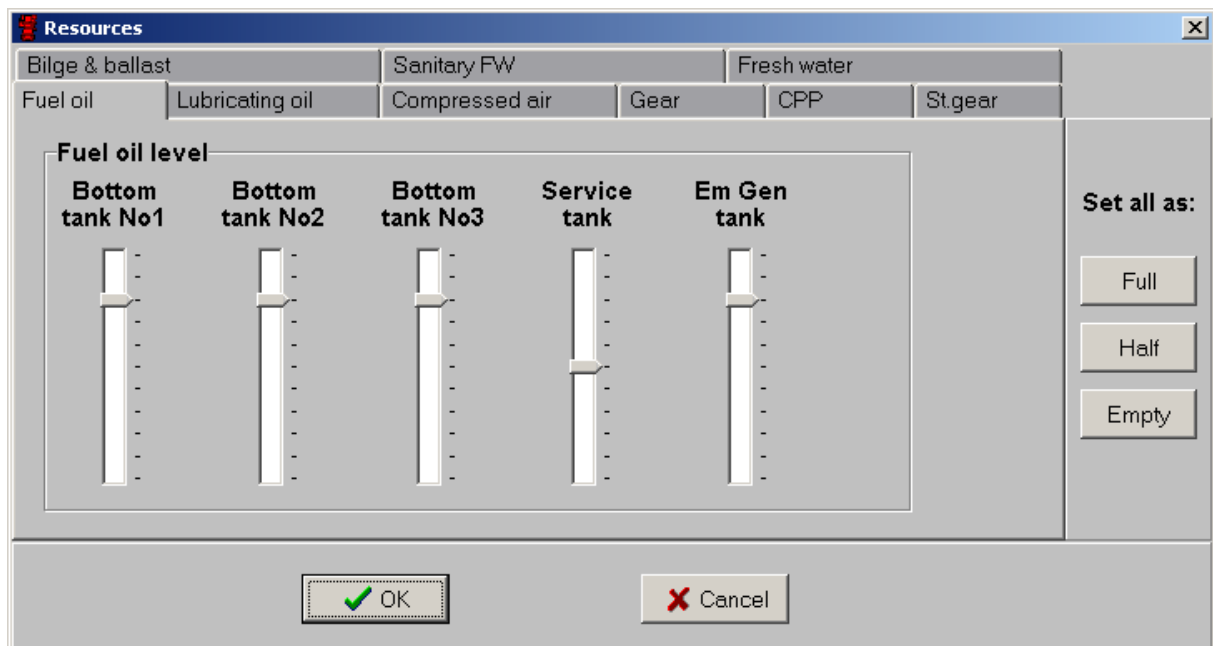 Resources
Bilge & ballast
Sanitary FW
Fresh water
Fuel oil
Lubricating oil
Compressed air
Gear
CPP
St.gear
Fuel oil level
Bottom
tank No1
Bottom
tank No2
Bottom
tank No3
Service
tank
Em Gen
tank
Set all as:
Full
Half
Empty
OK
Cancel